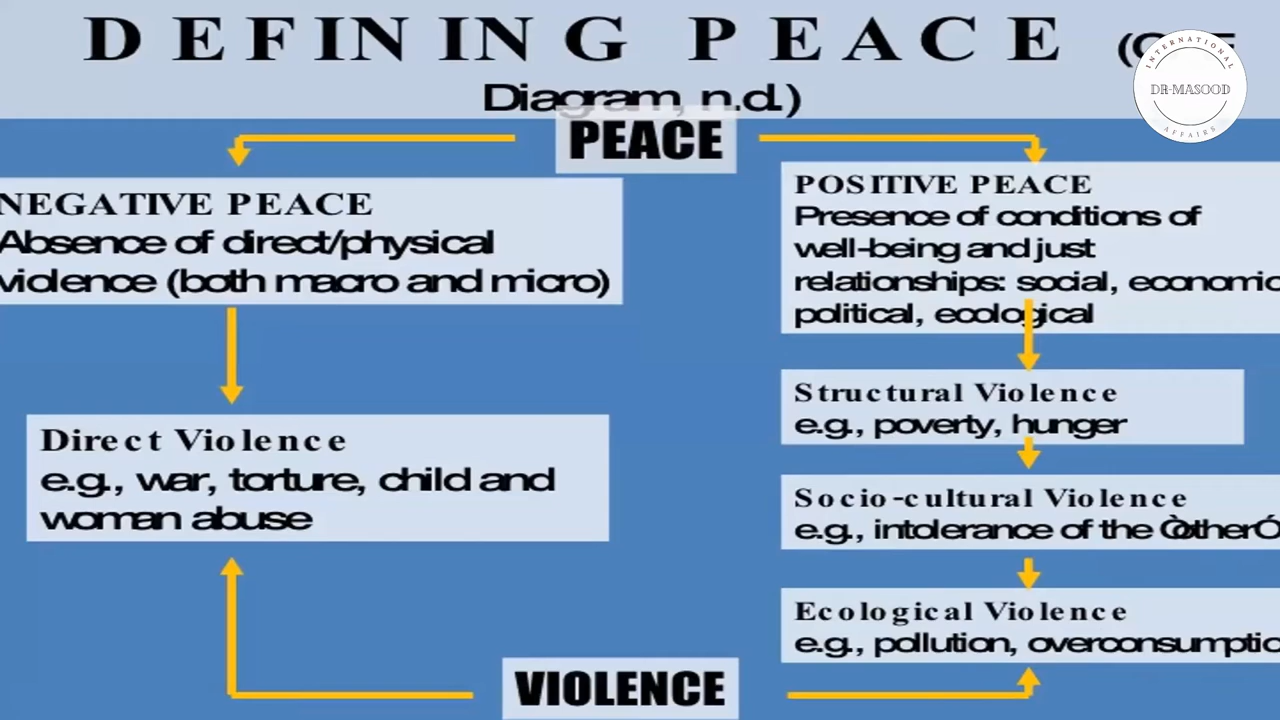 DEFINING PEACE
Diagram, n.d.)
INTERNATIONAL
DR-MASOOD
AFFAIRS
PEACE
NEGATIVE PEACE
Absence of direct/physical
violence (both macro and micro)
POSITIVE PEACE
Presence of conditions of
well-being and just
relationships: social, economic
political, ecological
Direct Violence
e.g., war, torture, child and
woman abuse
Structural Violence
e.g., poverty, hunger
Socio-cultural Violence
e.g., intolerance of the ÒotherÓ
Ecological Violence
e.g., pollution, overconsumptio
VIOLENCE